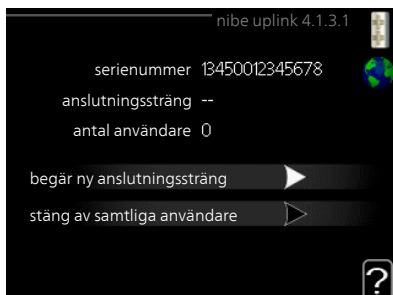 nibe uplink 4.1.3.1
serienummer 13450012345678
anslutningssträng --
antal användare 0
begär ny anslutningssträng
stäng av samtliga användare
?